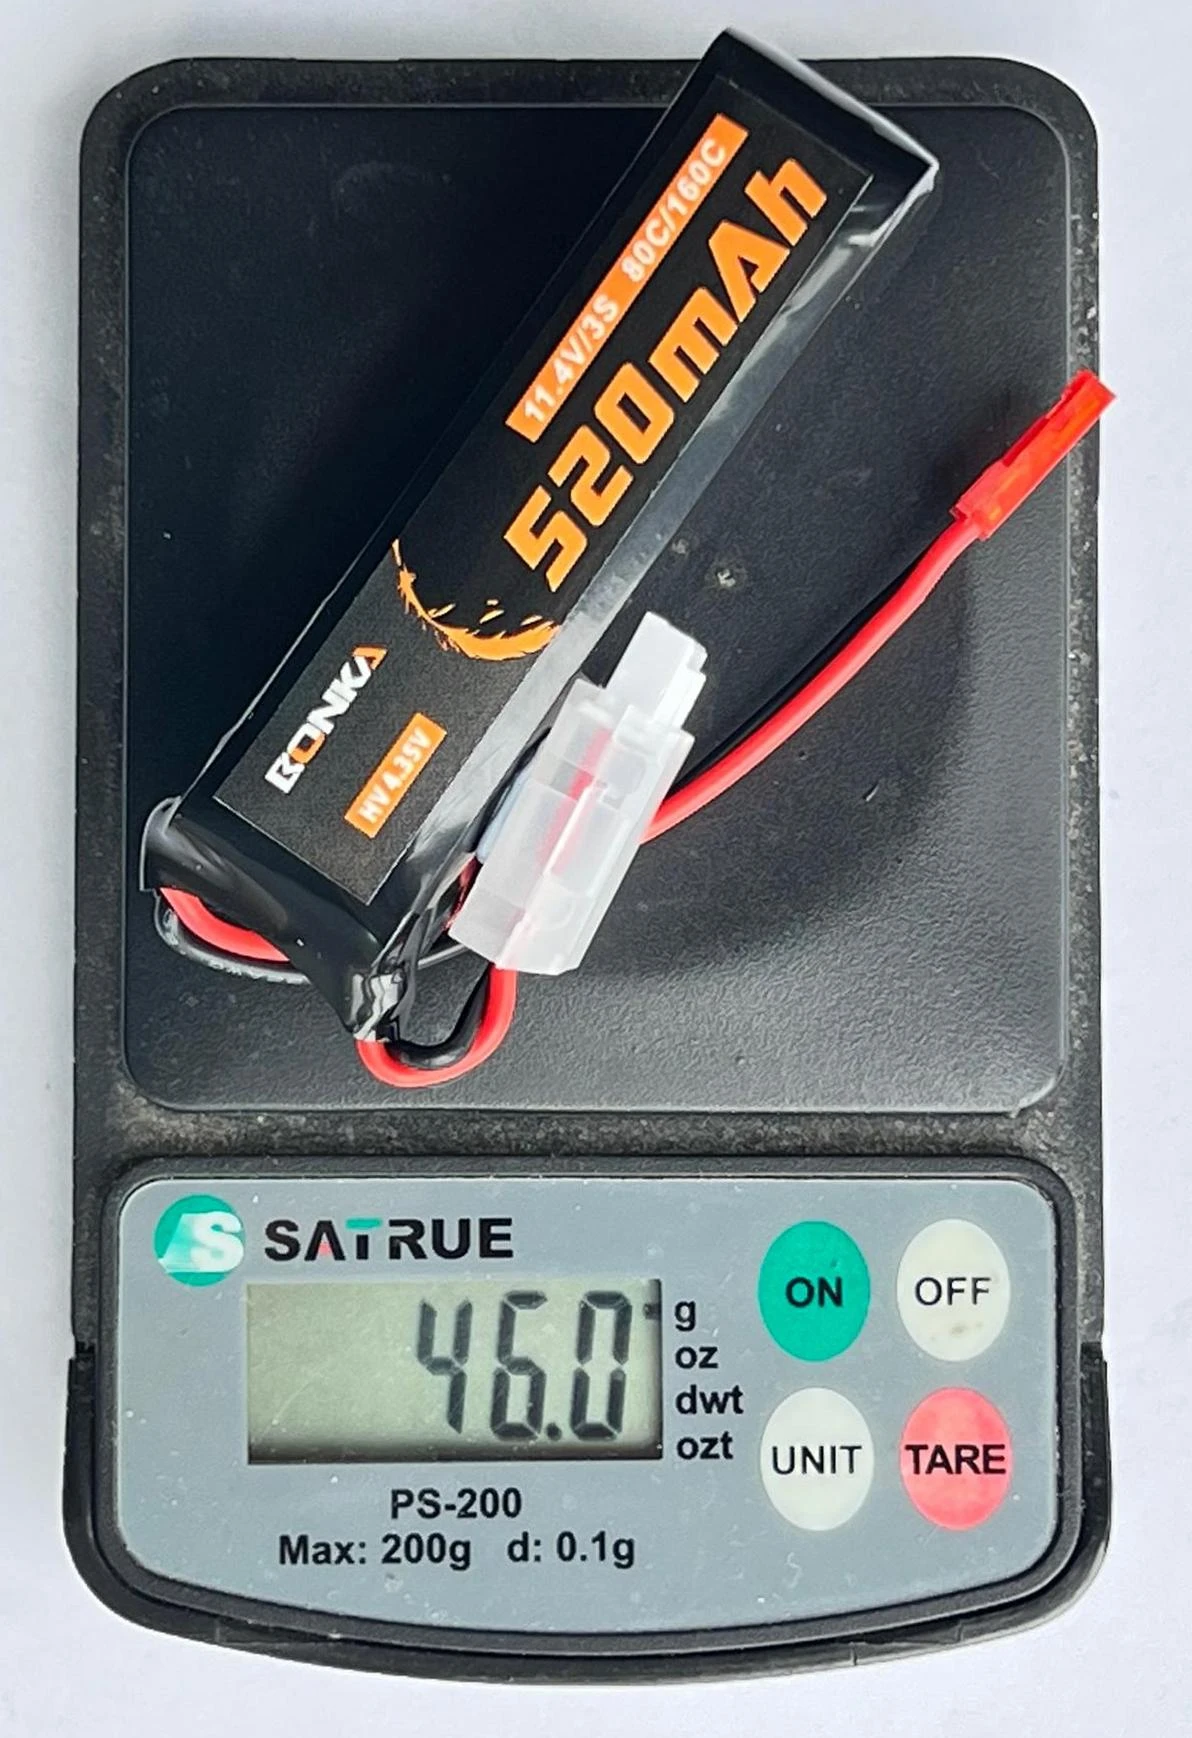 11.4V/3S 80C/160C
520mAh
BONKA
HV 4.35V
S SATRUE
46.0
g
oz
dwt
ozt
ON
OFF
UNIT
TARE
PS-200
Max: 200g d: 0.1g